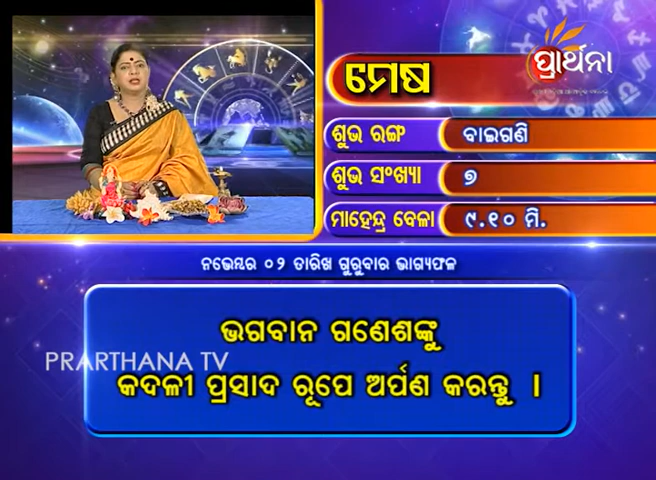 ମେଷ
ପ୍ରାର୍ଥନା
ଶୁଭ ରଙ୍ଗ ବାଇଗଣି
ଶୁଭ ସଂଖ୍ୟା ୭
ମାହେନ୍ଦ୍ର ବେଳା ୯.୧୦ ମି.
ନଭେମ୍ବର ୦୨ ତାରିଖ ଗୁରୁବାର ଭାଗ୍ୟଫଳ
ଭଗବାନ ଗଣେଶଙ୍କୁ
PRARTHANA TV
କଦଳୀ ପ୍ରସାଦ ରୂପେ ଅର୍ପଣ କରନ୍ତୁ ।